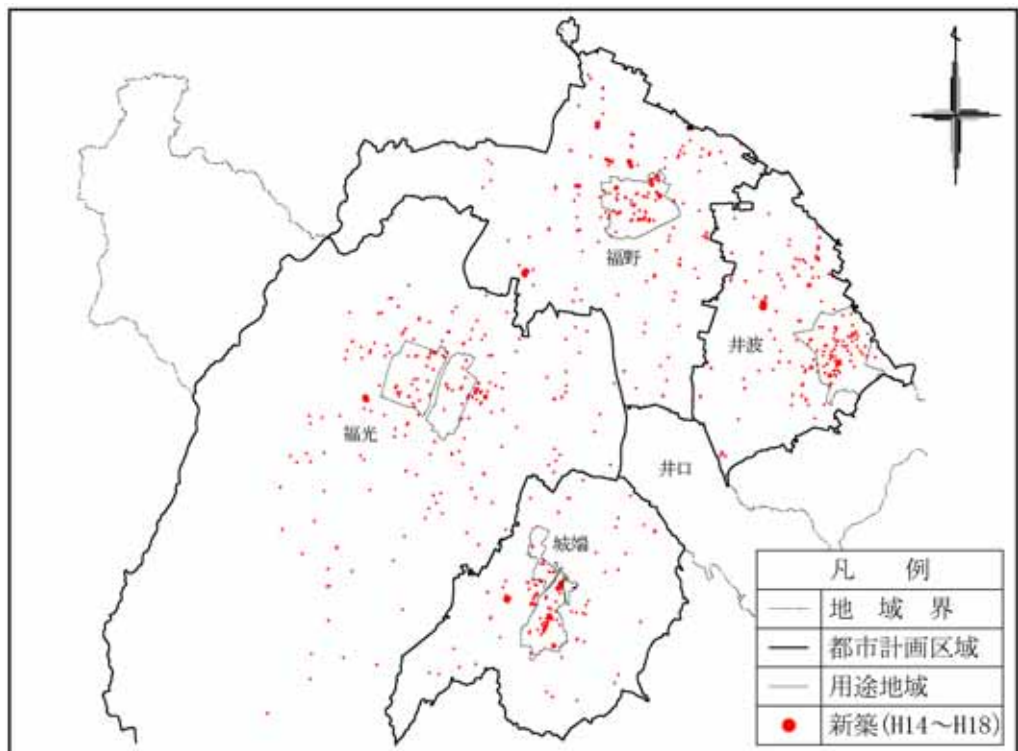 福野
井波
福光
井口
城端
凡 例
地 域 界
都市計画区域
用途地域
新築(H14～H18)